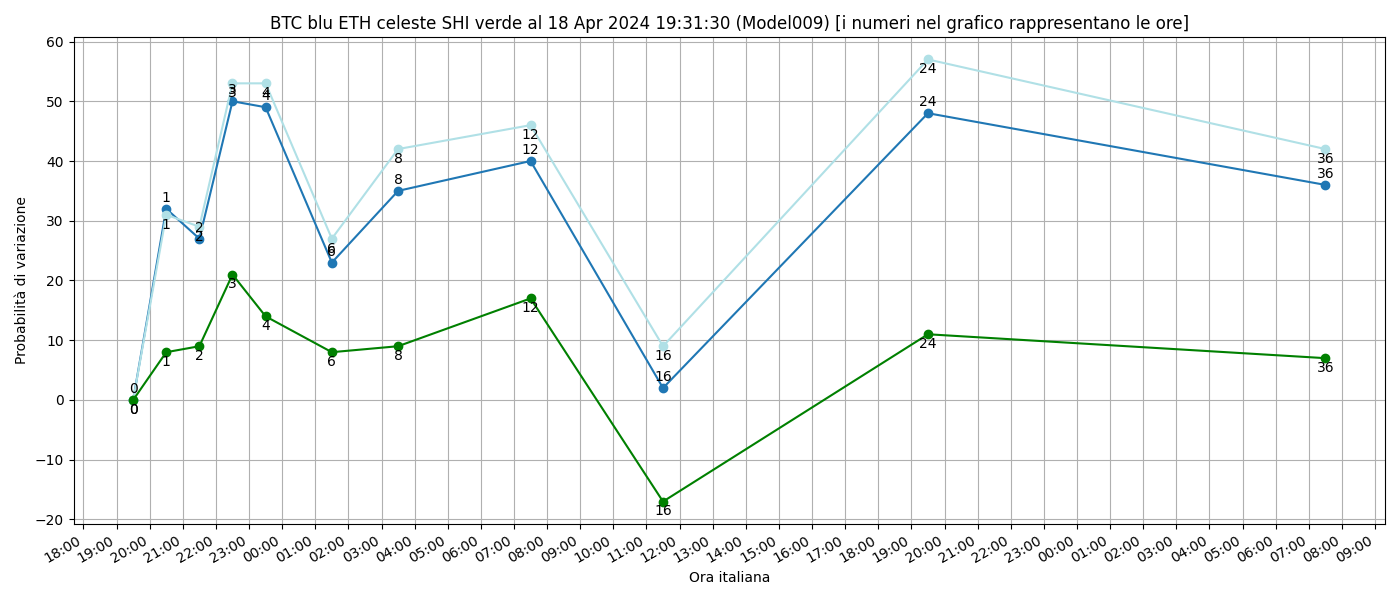 BTC blu ETH celeste SHI verde al 18 Apr 2024 19:31:30 (Model009) [i numeri nel grafico rappresentano le ore]
60
50
40
30
20
10
0
−10
−20
Probabilità di variazione
0 1 2 3 4 6 8 12 16 24 36
0 1 2 3 4 6 8 12 16 24 36
0 1 2 3 4 6 8 12 16 24 36
18:00 19:00 20:00 21:00 22:00 23:00 00:00 01:00 02:00 03:00 04:00 05:00 06:00 07:00 08:00 09:00 10:00 11:00 12:00 13:00 14:00 15:00 16:00 17:00 18:00 19:00 20:00 21:00 22:00 23:00 00:00 01:00 02:00 03:00 04:00 05:00 06:00 07:00 08:00 09:00
Ora italiana